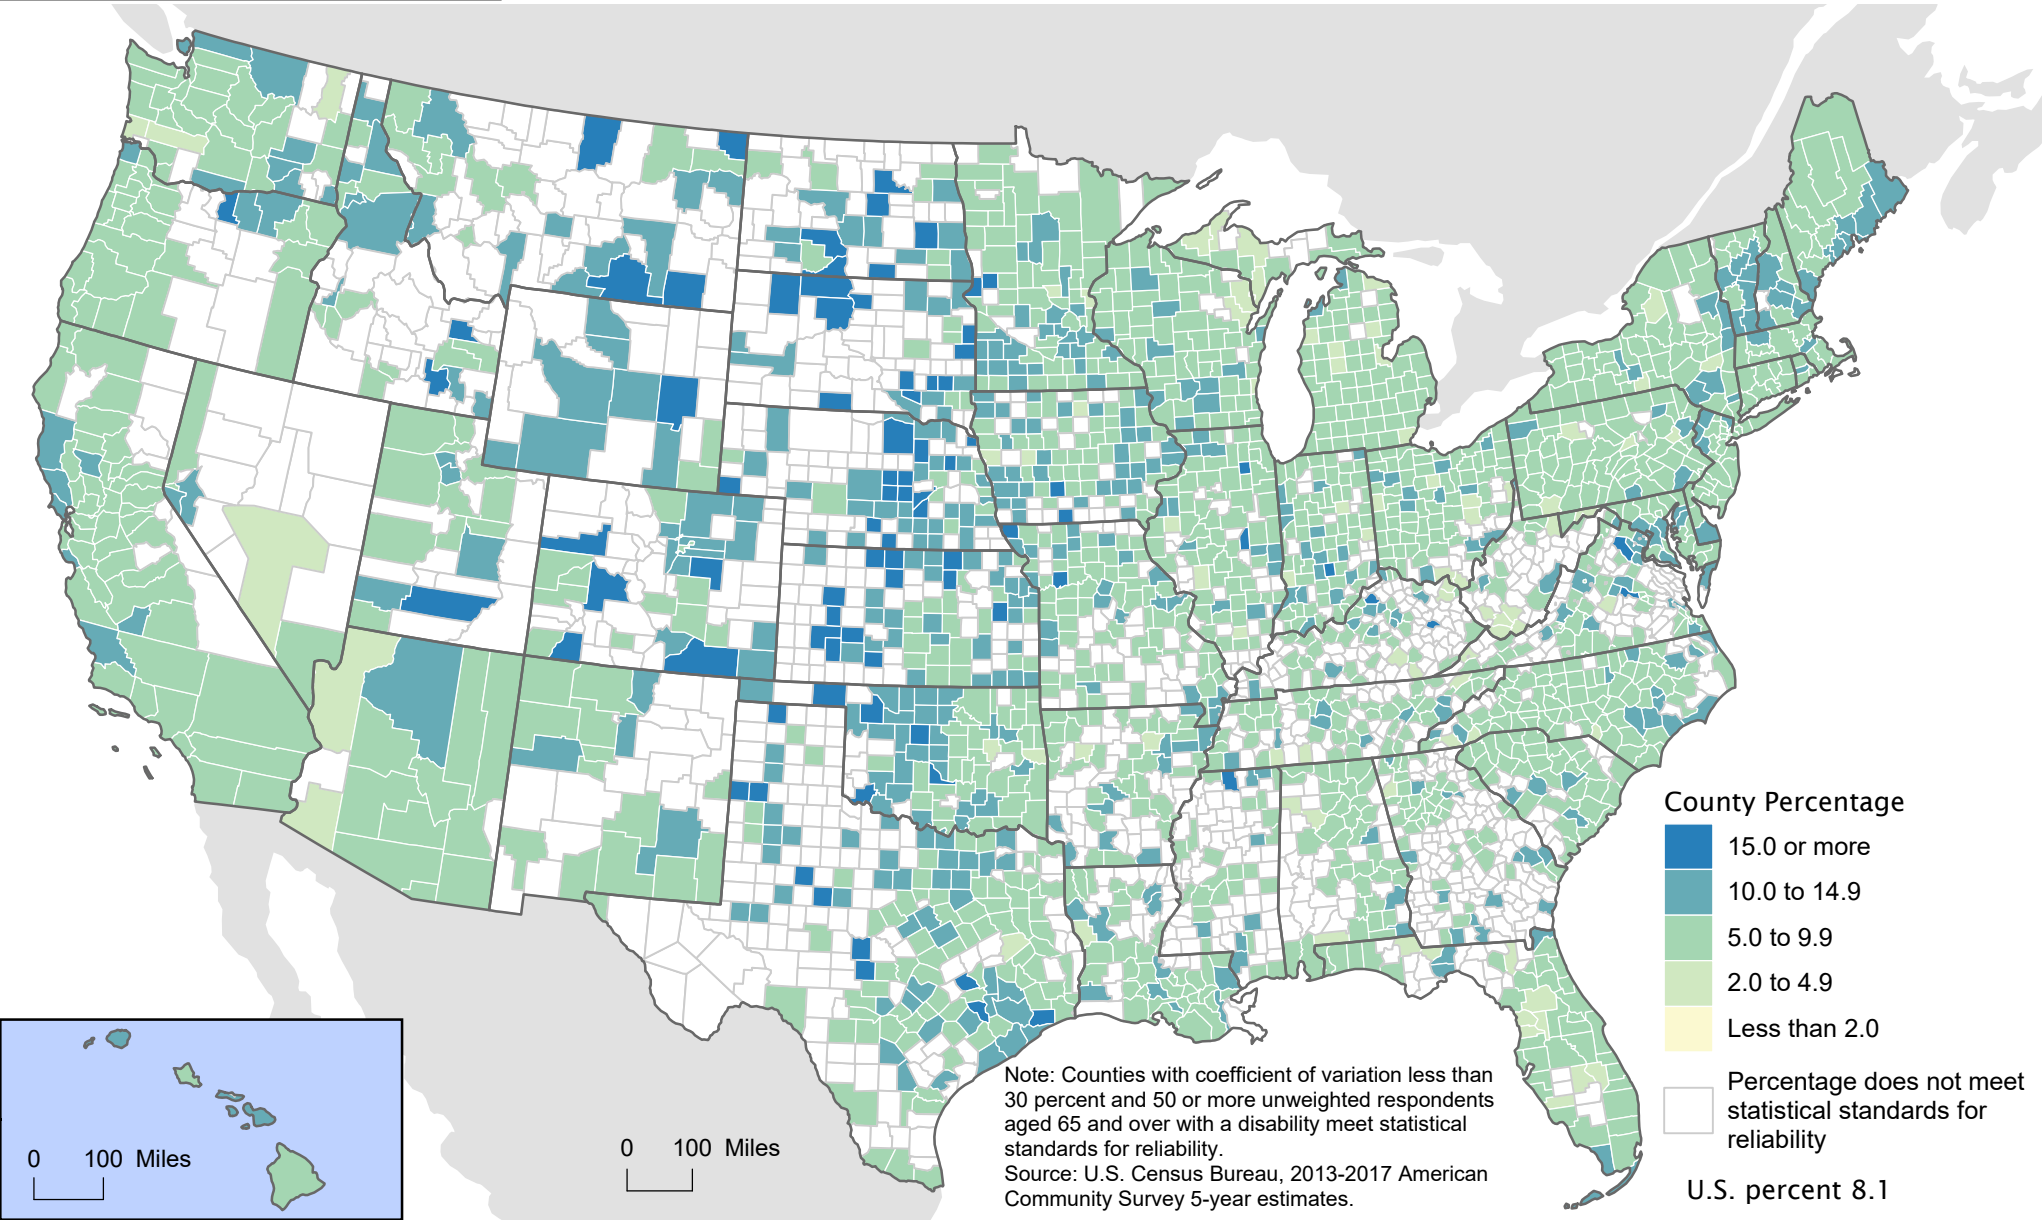 County Percentage
15.0 or more
10.0 to 14.9
5.0 to 9.9
2.0 to 4.9
Less than 2.0
Percentage does not meet
statistical standards for
reliability
U.S. percent 8.1
Note: Counties with coefficient of variation less than
30 percent and 50 or more unweighted respondents
aged 65 and over with a disability meet statistical
standards for reliability.
Source: U.S. Census Bureau, 2013-2017 American
Community Survey 5-year estimates.
0 100 Miles
0 100 Miles